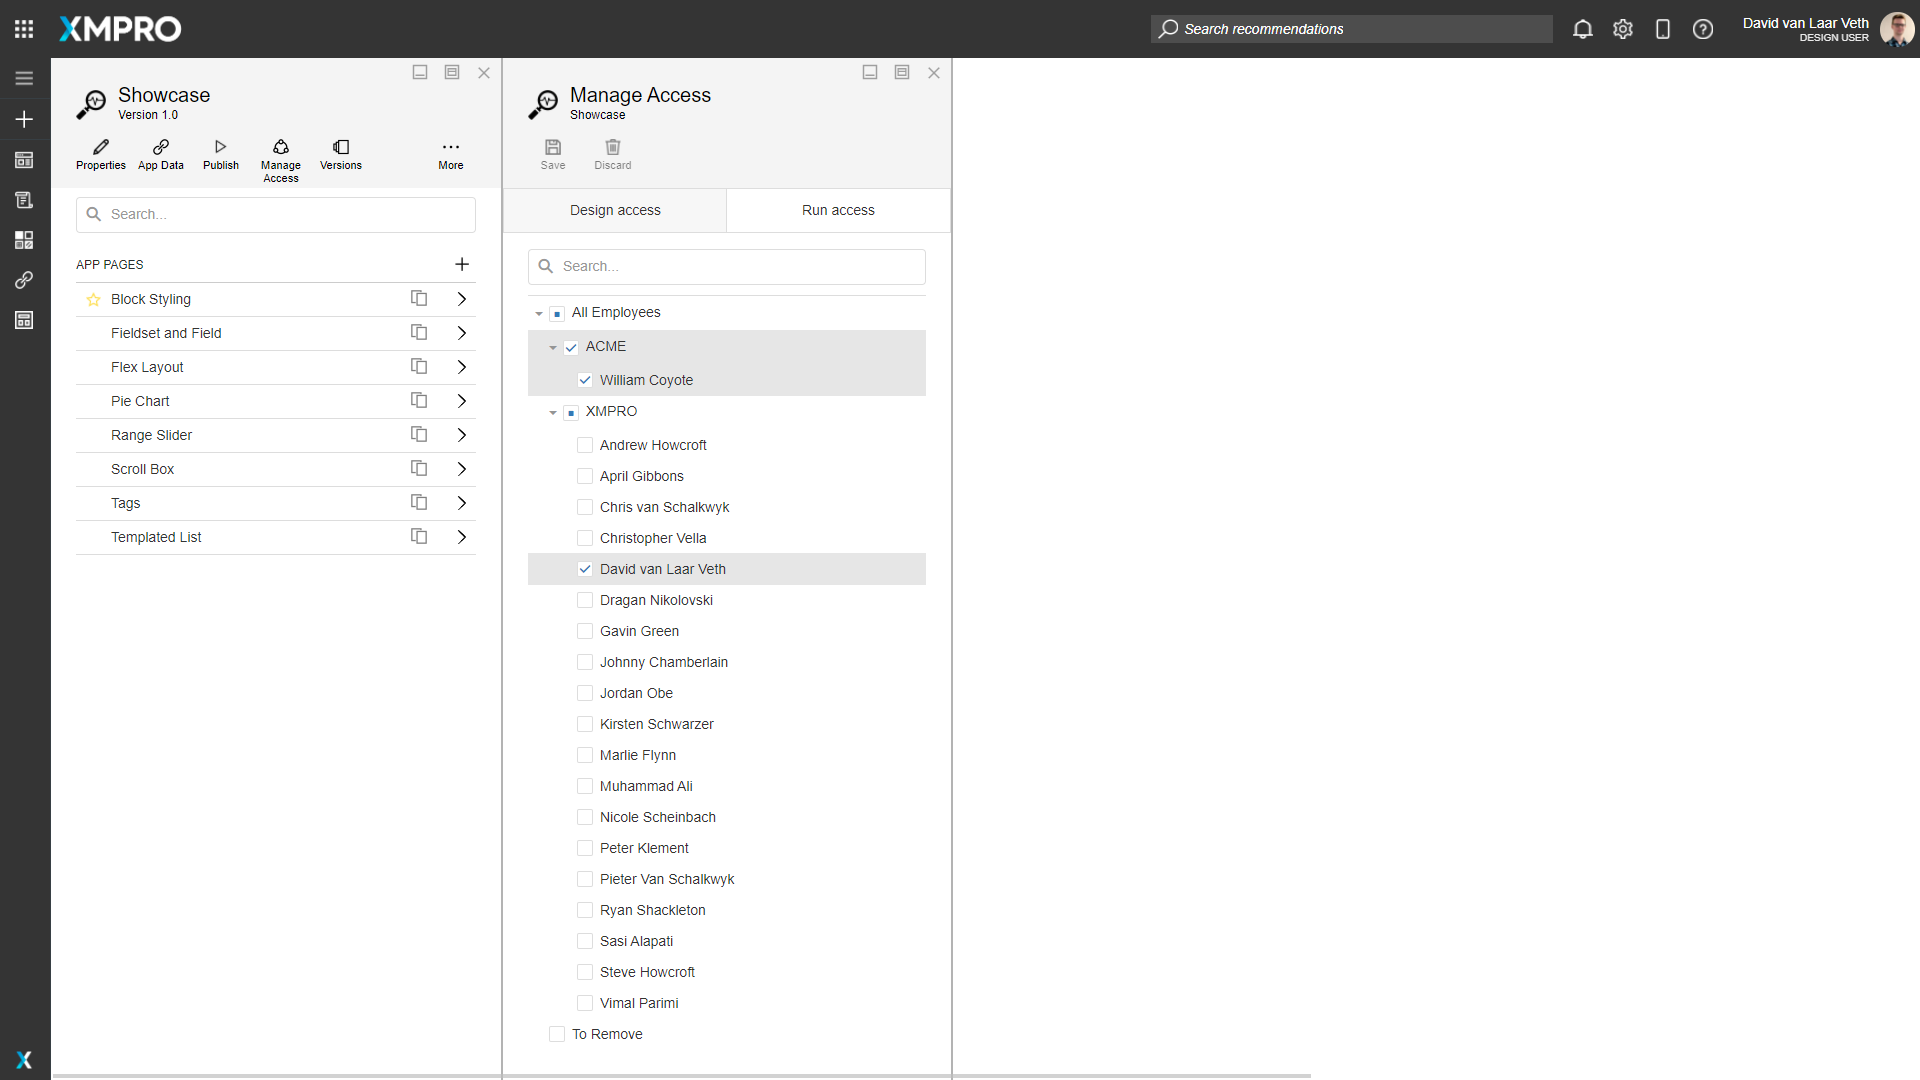 XMPRO
Search recommendations
David van Laar Veth
DESIGN USER
Showcase
Version 1.0
Properties
App Data
Publish
Manage
Access
Versions
More
Search...
APP PAGES
Block Styling
Fieldset and Field
Flex Layout
Pie Chart
Range Slider
Scroll Box
Tags
Templated List
Manage Access
Showcase
Save
Discard
Design access
Run access
Search...
All Employees
ACME
William Coyote
XMPRO
Andrew Howcroft
April Gibbons
Chris van Schalkwyk
Christopher Vella
David van Laar Veth
Dragan Nikolovski
Gavin Green
Johnny Chamberlain
Jordan Obe
Kirsten Schwarzer
Marlie Flynn
Muhammad Ali
Nicole Scheinbach
Peter Klement
Pieter Van Schalkwyk
Ryan Shackleton
Sasi Alapati
Steve Howcroft
Vimal Parimi
To Remove
X